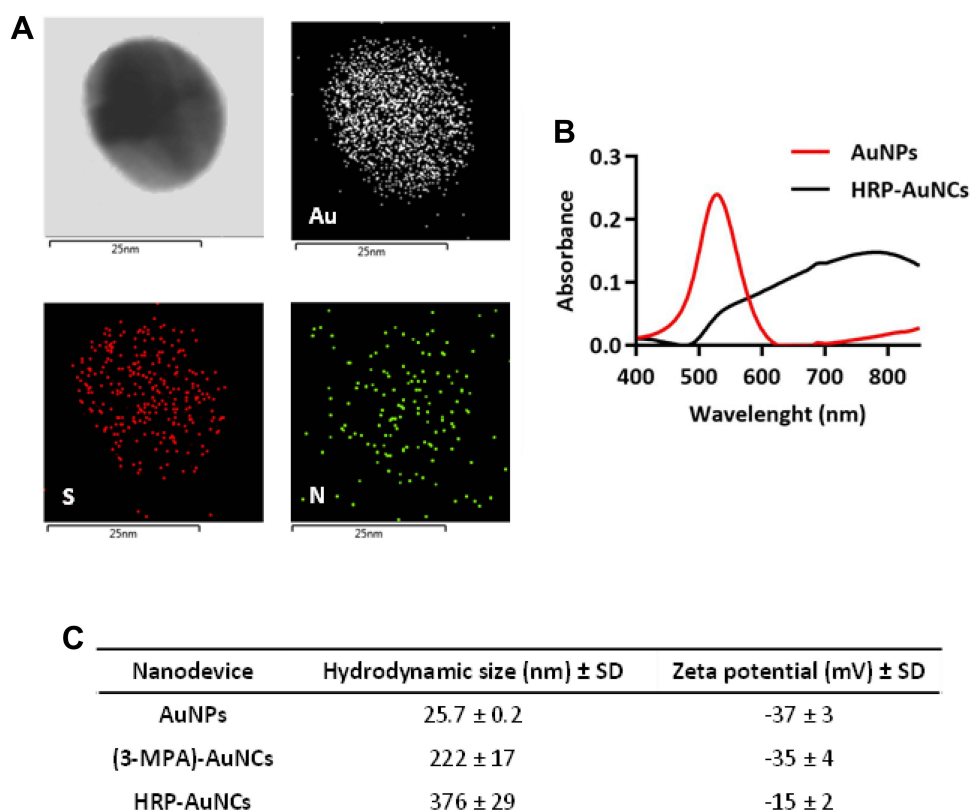 A
25nm
Au
25nm
S
25nm
N
25nm
B
0.3
0.2
0.1
0.0
Absorbance
400 500 600 700 800
Wavelenght (nm)
AuNPs
HRP-AuNCs
C
Nanodevice Hydrodynamic size (nm) ± SD Zeta potential (mV) ± SD
AuNPs 25.7 ± 0.2 -37 ± 3
(3-MPA)-AuNCs 222 ± 17 -35 ± 4
HRP-AuNCs 376 ± 29 -15 ± 2